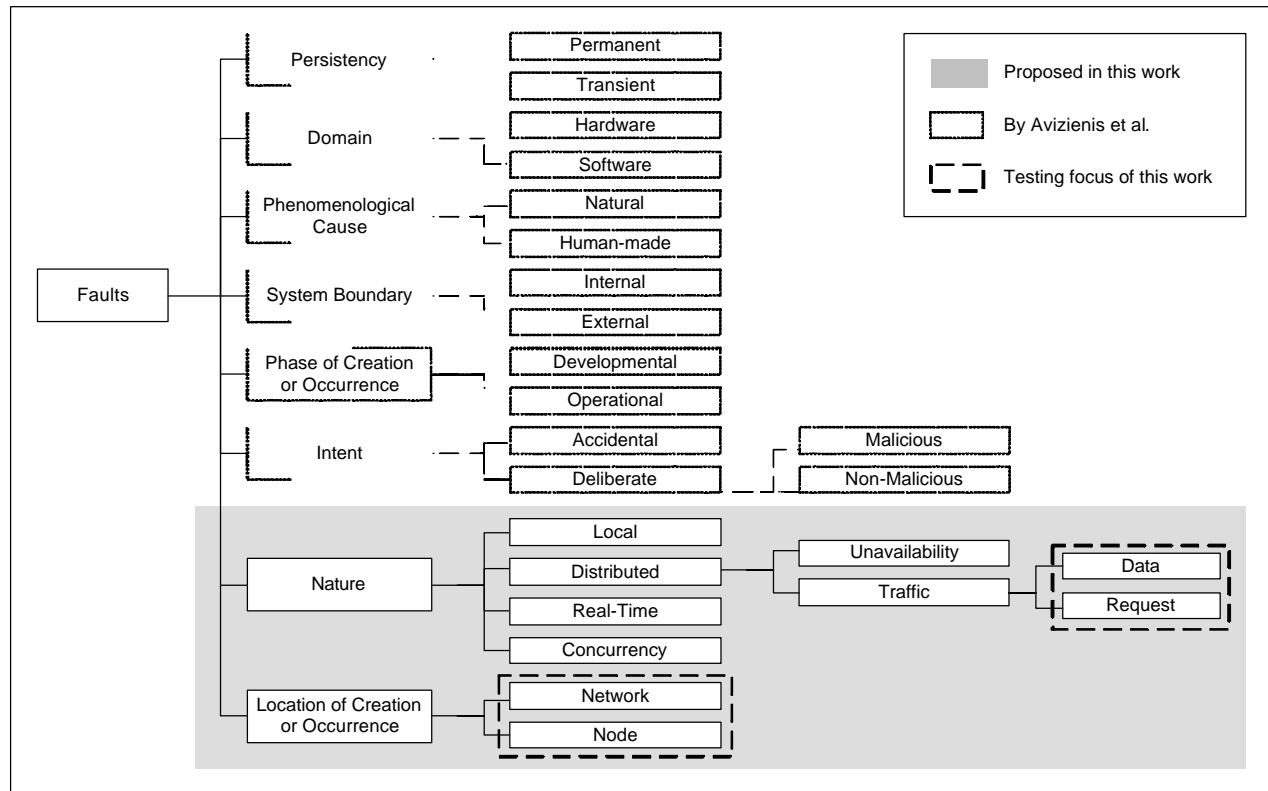 Faults
Persistency
Permanent
Transient
Domain
Hardware
Software
Phenomenological
Cause
Natural
Human-made
System Boundary
Internal
External
Phase of Creation
or Occurrence
Developmental
Operational
Intent
Accidental
Deliberate
Malicious
Non-Malicious
Nature
Local
Distributed
Unavailability
Traffic
Data
Request
Real-Time
Concurrency
Location of Creation
or Occurrence
Network
Node
Proposed in this work
By Avizienis et al.
Testing focus of this work